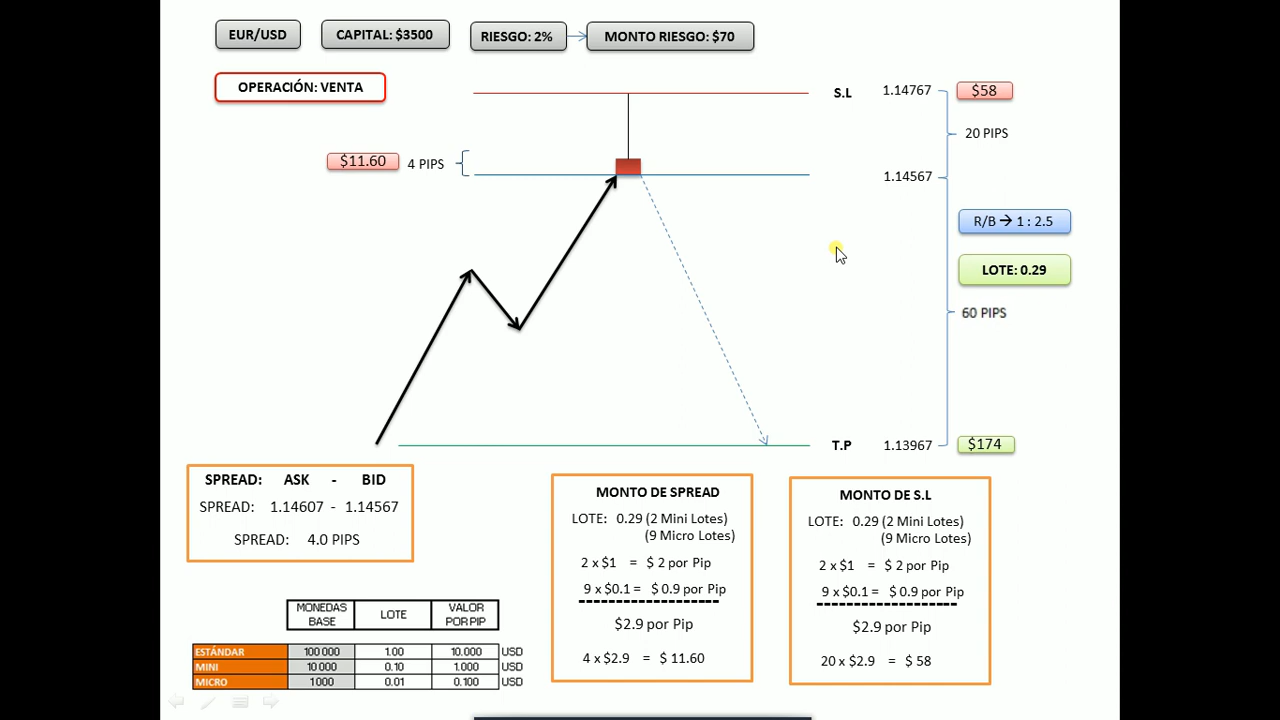 EUR/USD
CAPITAL: $3500
RIESGO: 2%
MONTO RIESGO: $70
OPERACIÓN: VENTA
S.L
1.14767
$58
20 PIPS
$11.60
4 PIPS
1.14567
R/B → 1 : 2.5
LOTE: 0.29
60 PIPS
T.P
1.13967
$174
SPREAD: ASK - BID
SPREAD: 1.14607 - 1.14567
SPREAD: 4.0 PIPS
MONTO DE SPREAD
LOTE: 0.29 (2 Mini Lotes)
(9 Micro Lotes)
2 x $1 = $ 2 por Pip
9 x $0.1 = $ 0.9 por Pip
$2.9 por Pip
4 x $2.9 = $ 11.60
MONTO DE S.L
LOTE: 0.29 (2 Mini Lotes)
(9 Micro Lotes)
2 x $1 = $ 2 por Pip
9 x $0.1 = $ 0.9 por Pip
$2.9 por Pip
20 x $2.9 = $ 58
MONEDAS BASE LOTE VALOR POR PIP
ESTÁNDAR 100 000 1.00 10.000 USD
MINI 10 000 0.10 1.000 USD
MICRO 1 000 0.01 0.100 USD